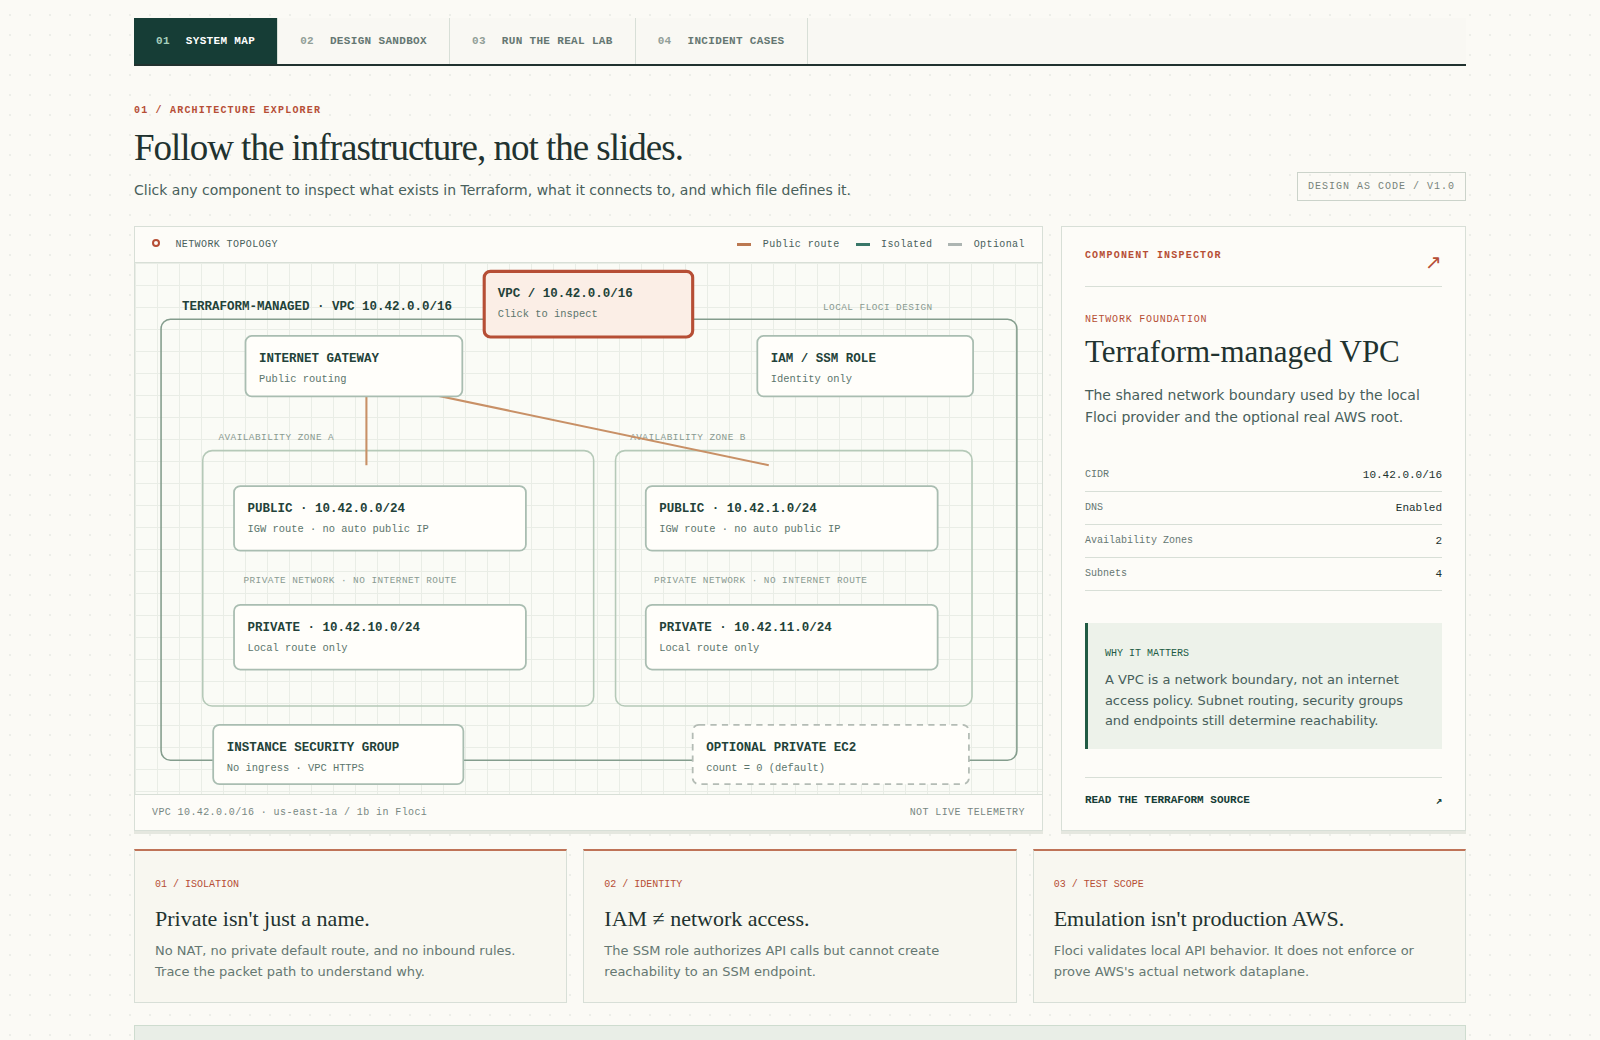 01 SYSTEM MAP
02 DESIGN SANDBOX
03 RUN THE REAL LAB
04 INCIDENT CASES
01 / ARCHITECTURE EXPLORER
Follow the infrastructure, not the slides.
Click any component to inspect what exists in Terraform, what it connects to, and which file defines it.
DESIGN AS CODE / V1.0
NETWORK TOPOLOGY
Public route
Isolated
Optional
TERRAFORM-MANAGED · VPC 10.42.0.0/16
VPC / 10.42.0.0/16
Click to inspect
LOCAL FLOCI DESIGN
INTERNET GATEWAY
Public routing
IAM / SSM ROLE
Identity only
AVAILABILITY ZONE A
AVAILABILITY ZONE B
PUBLIC · 10.42.0.0/24
IGW route · no auto public IP
PUBLIC · 10.42.1.0/24
IGW route · no auto public IP
PRIVATE NETWORK · NO INTERNET ROUTE
PRIVATE NETWORK · NO INTERNET ROUTE
PRIVATE · 10.42.10.0/24
Local route only
PRIVATE · 10.42.11.0/24
Local route only
INSTANCE SECURITY GROUP
No ingress · VPC HTTPS
OPTIONAL PRIVATE EC2
count = 0 (default)
VPC 10.42.0.0/16 · us-east-1a / 1b in Floci
NOT LIVE TELEMETRY
COMPONENT INSPECTOR ↗
NETWORK FOUNDATION
Terraform-managed VPC
The shared network boundary used by the local
Floci provider and the optional real AWS root.
CIDR 10.42.0.0/16
DNS Enabled
Availability Zones 2
Subnets 4
WHY IT MATTERS
A VPC is a network boundary, not an internet
access policy. Subnet routing, security groups
and endpoints still determine reachability.
READ THE TERRAFORM SOURCE ↗
01 / ISOLATION
Private isn't just a name.
No NAT, no private default route, and no inbound rules.
Trace the packet path to understand why.
02 / IDENTITY
IAM ≠ network access.
The SSM role authorizes API calls but cannot create
reachability to an SSM endpoint.
03 / TEST SCOPE
Emulation isn't production AWS.
Floci validates local API behavior. It does not enforce or
prove AWS's actual network dataplane.